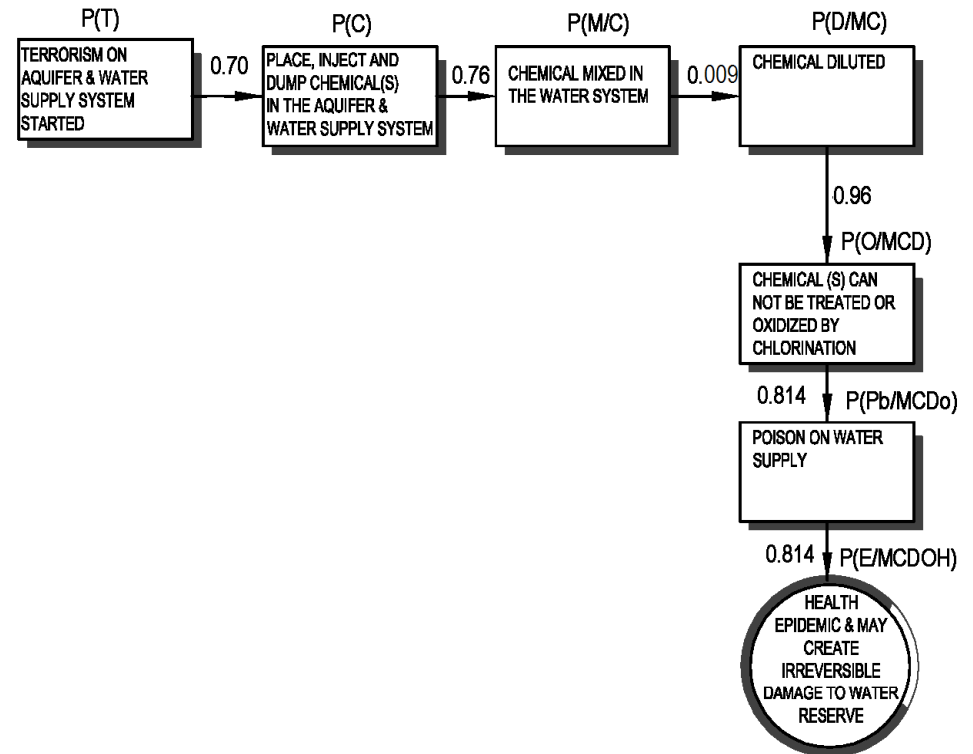 P(T)
P(C)
P(M/C)
P(D/MC)
TERRORISM ON
AQUIFER & WATER
SUPPLY SYSTEM
STARTED
0.70
PLACE, INJECT AND
DUMP CHEMICAL(S)
IN THE AQUIFER &
WATER SUPPLY SYSTEM
0.76
CHEMICAL MIXED IN
THE WATER SYSTEM
0.009
CHEMICAL DILUTED
0.96
P(O/MCD)
CHEMICAL (S) CAN
NOT BE TREATED OR
OXIDIZED BY
CHLORINATION
0.814
P(Pb/MCDo)
POISON ON WATER
SUPPLY
0.814
P(E/MCDOH)
HEALTH
EPIDEMIC & MAY
CREATE
IRREVERSIBLE
DAMAGE TO WATER
RESERVE